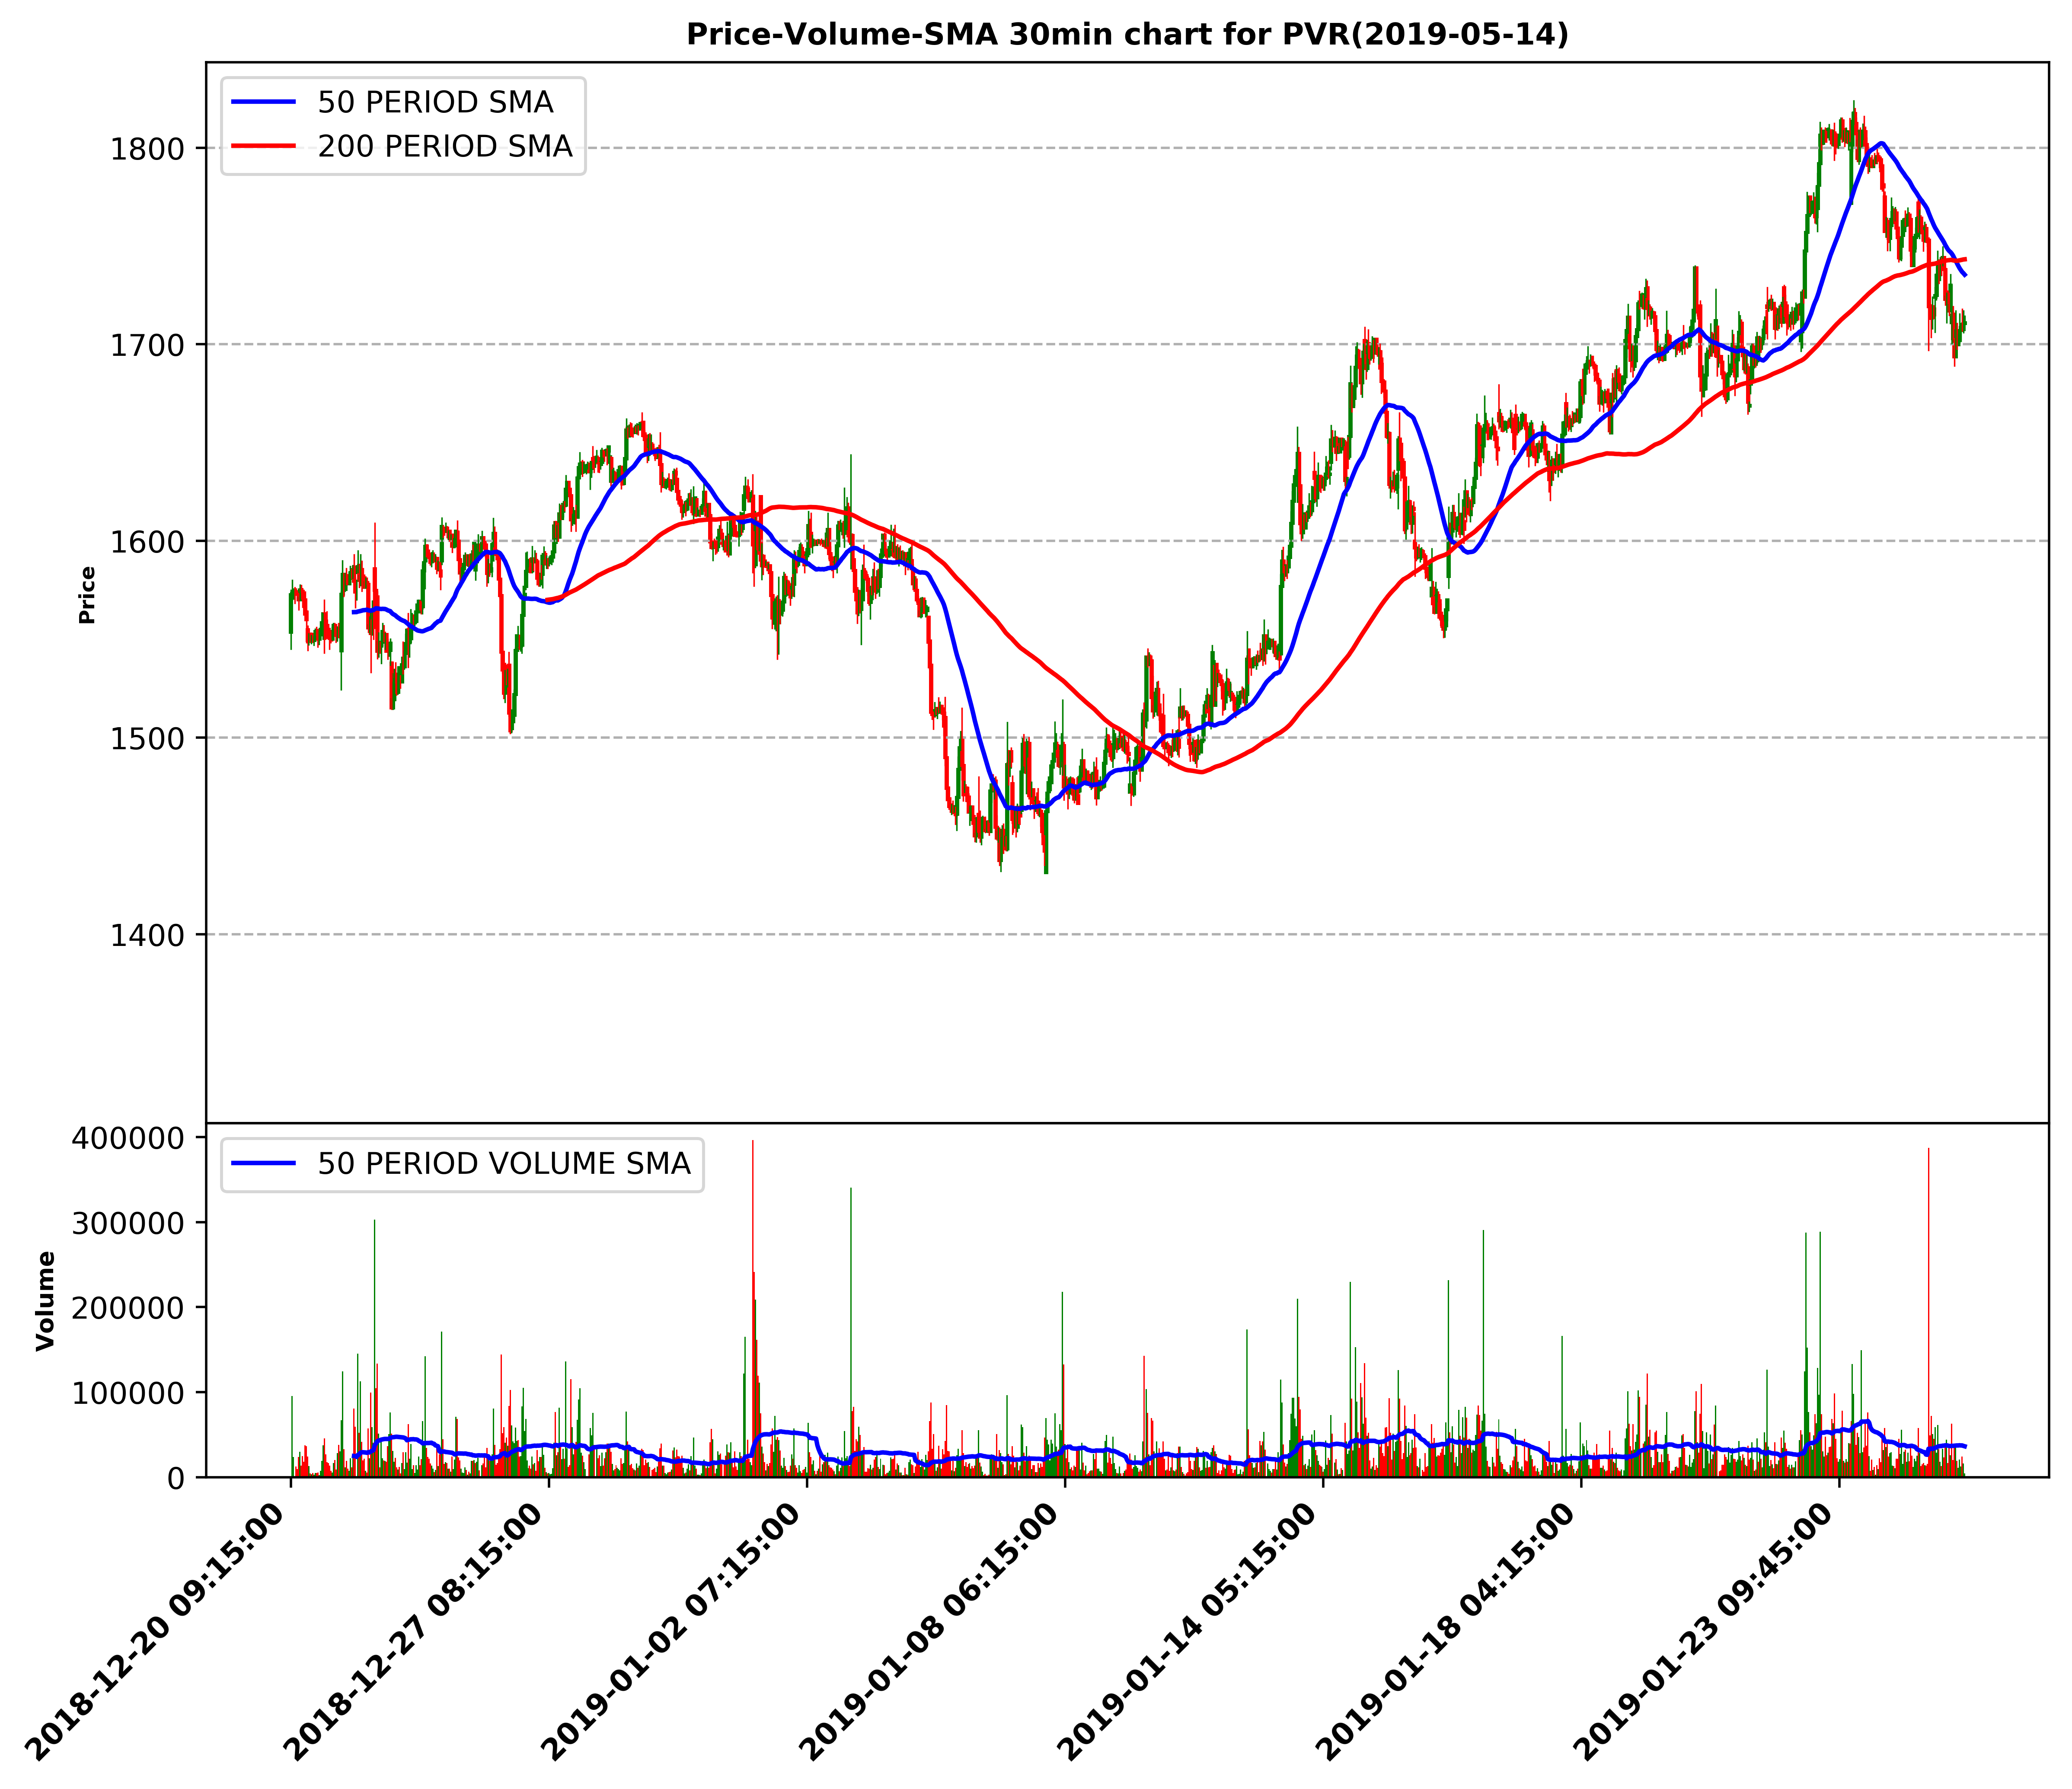 Price-Volume-SMA 30min chart for PVR(2019-05-14)
50 PERIOD SMA
200 PERIOD SMA
1800
1700
1600
1500
1400
Price
50 PERIOD VOLUME SMA
400000
300000
200000
100000
0
Volume
2018-12-20 09:15:00
2018-12-27 08:15:00
2019-01-02 07:15:00
2019-01-08 06:15:00
2019-01-14 05:15:00
2019-01-18 04:15:00
2019-01-23 09:45:00